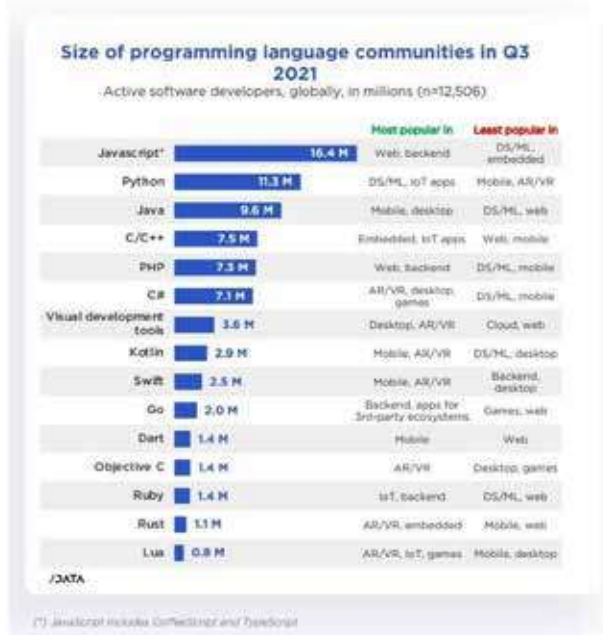 Size of programming language communities in Q3
2021
Active software developers, globally, in millions (n=12,506)
Most popular in Least popular in
Javascript* 16.4 M Web, backend DS/ML, embedded
Python 11.3 M DS/ML, IoT apps Mobile, AR/VR
Java 9.6 M Mobile, desktop DS/ML, web
C/C++ 7.5 M Embedded, IoT apps Web, mobile
PHP 7.3 M Web, backend DS/ML, mobile
C# 7.1 M AR/VR, desktop, games DS/ML, mobile
Visual development tools 3.6 M Desktop, AR/VR Cloud, web
Kotlin 2.9 M Mobile, AR/VR DS/ML, desktop
Swift 2.5 M Mobile, AR/VR Backend, desktop
Go 2.0 M Backend, apps for 3rd-party ecosystems Games, web
Dart 1.4 M Mobile Web
Objective C 1.4 M AR/VR Desktop, games
Ruby 1.4 M IoT, backend DS/ML, web
Rust 1.1 M AR/VR, embedded Mobile, web
Lua 0.8 M AR/VR, IoT, games Mobile, desktop
/DATA
(*) JavaScript includes CoffeeScript and TypeScript